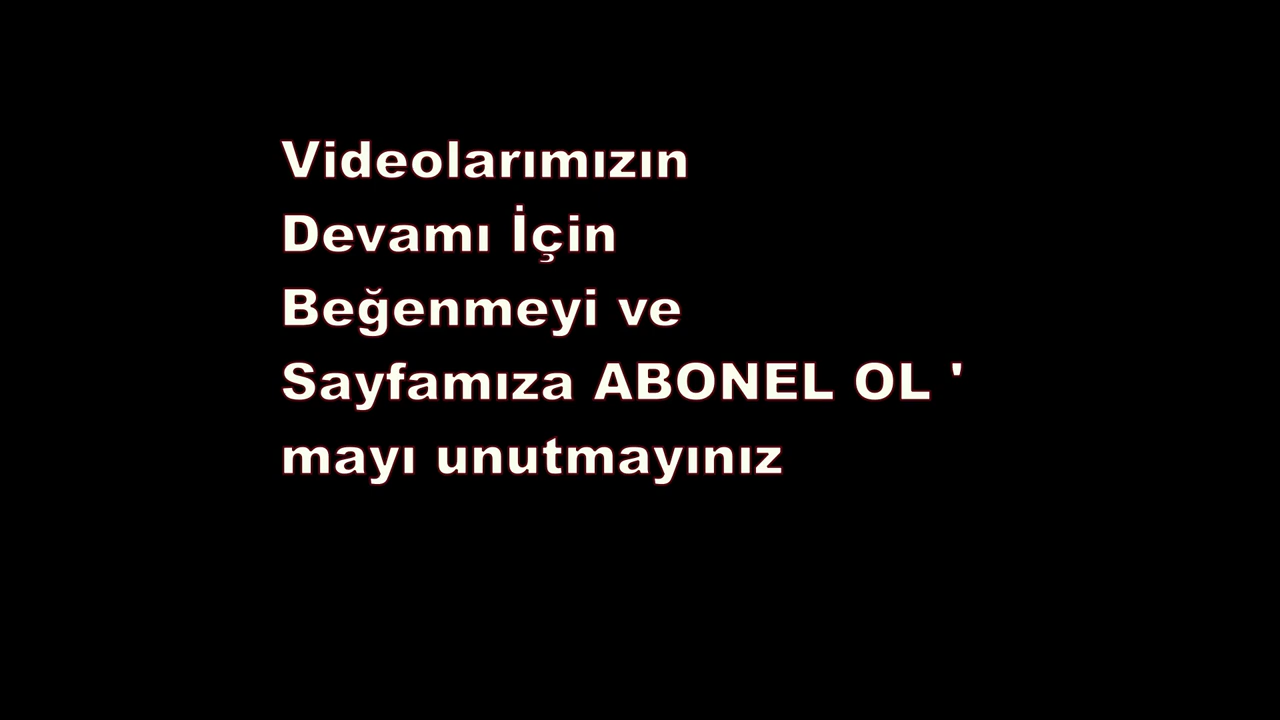 Videolarımızın
Devamı İçin
Beğenmeyi ve
Sayfamıza ABONEL OL '
mayı unutmayınız